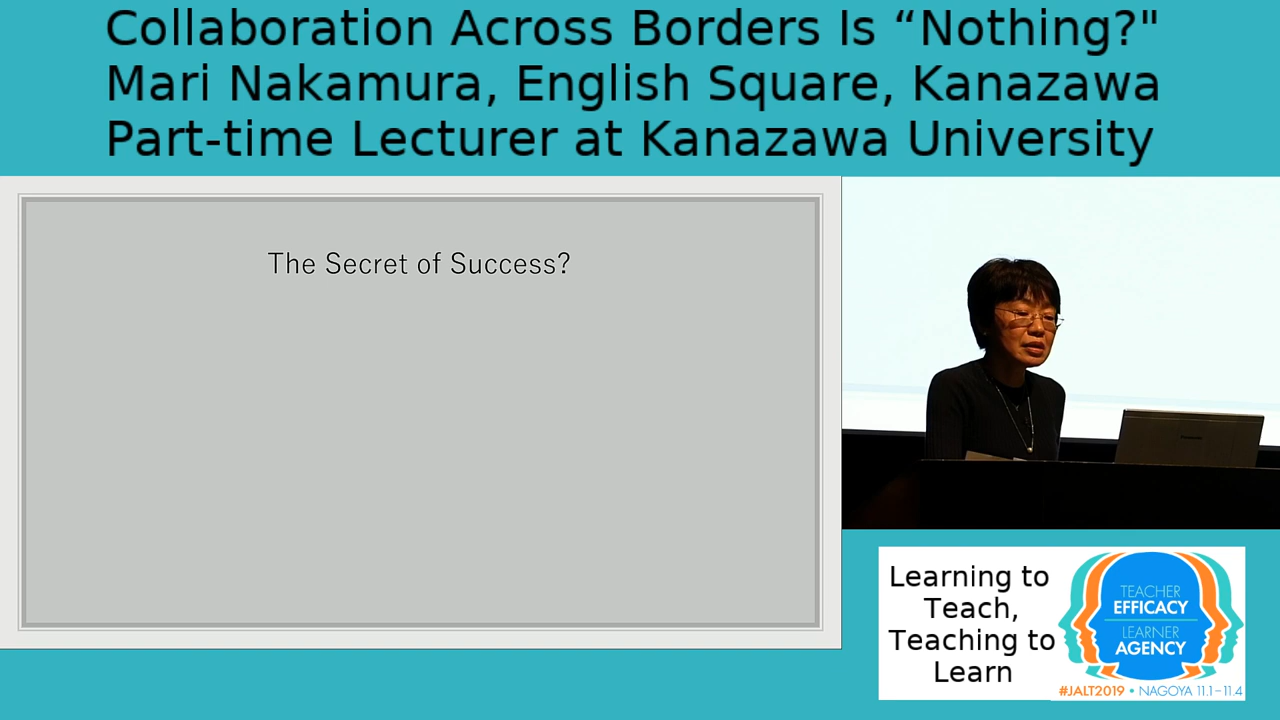 Collaboration Across Borders Is “Nothing?"
Mari Nakamura, English Square, Kanazawa
Part-time Lecturer at Kanazawa University
The Secret of Success?
Learning to
Teach,
Teaching to
Learn
TEACHER
EFFICACY
LEARNER
AGENCY
#JALT2019 • NAGOYA 11.1–11.4